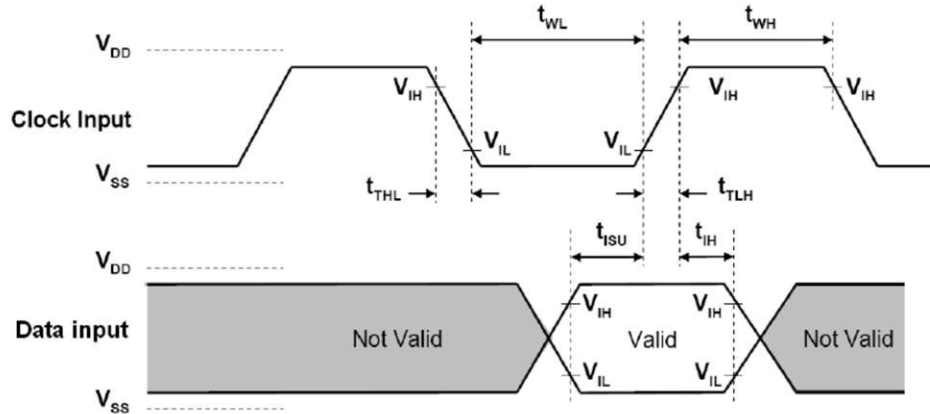 t_WL
t_WH
V_DD
V_IH
V_IH
V_IH
Clock Input
V_IL
V_IL
V_SS
t_THL
t_TLH
t_ISU
t_IH
V_DD
V_IH
V_IH
Data input
Not Valid
Valid
Not Valid
V_IL
V_IL
V_SS